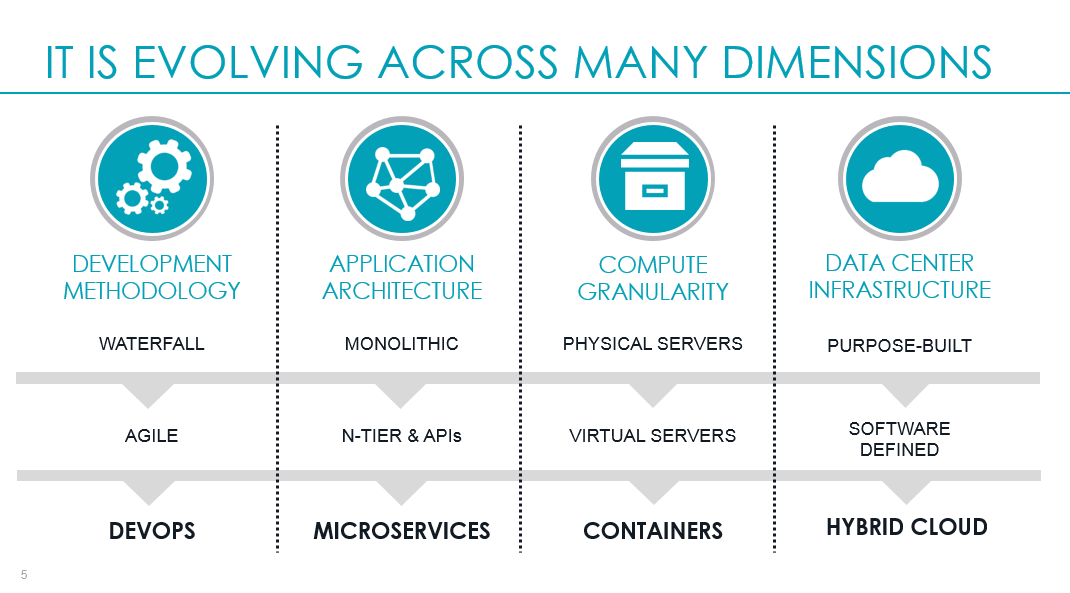 IT IS EVOLVING ACROSS MANY DIMENSIONS
DEVELOPMENT
METHODOLOGY
APPLICATION
ARCHITECTURE
COMPUTE
GRANULARITY
DATA CENTER
INFRASTRUCTURE
WATERFALL
MONOLITHIC
PHYSICAL SERVERS
PURPOSE-BUILT
AGILE
N-TIER & APIs
VIRTUAL SERVERS
SOFTWARE
DEFINED
DEVOPS
MICROSERVICES
CONTAINERS
HYBRID CLOUD
5